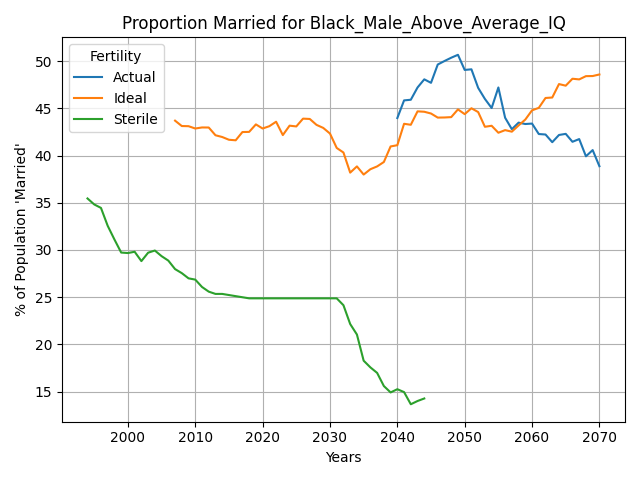 Proportion Married for Black_Male_Above_Average_IQ
Fertility
Actual
Ideal
Sterile
% of Population 'Married'
50
45
40
35
30
25
20
15
2000 2010 2020 2030 2040 2050 2060 2070
Years